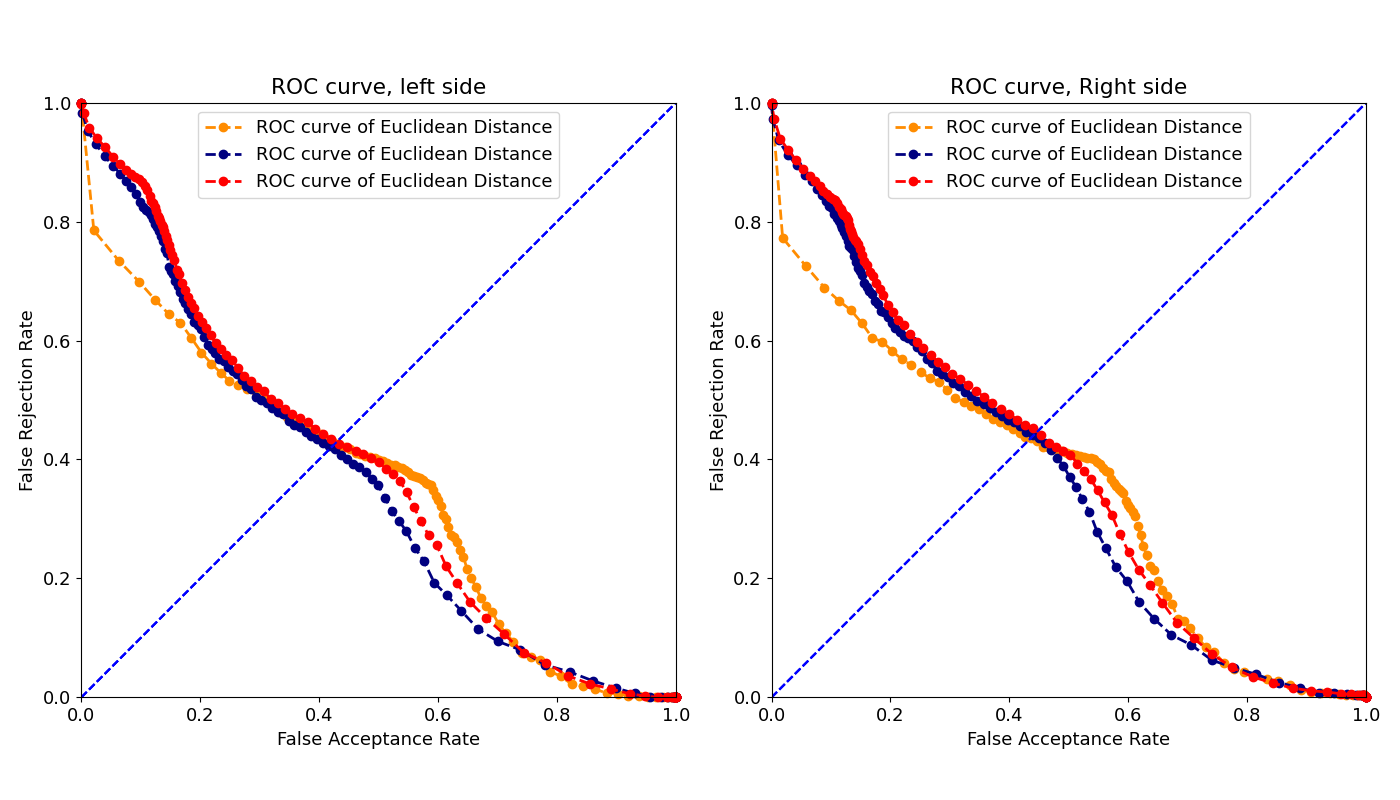 ROC curve, left side
ROC curve of Euclidean Distance
ROC curve of Euclidean Distance
ROC curve of Euclidean Distance
False Rejection Rate
1.0
0.8
0.6
0.4
0.2
0.0
0.0 0.2 0.4 0.6 0.8 1.0
False Acceptance Rate
ROC curve, Right side
ROC curve of Euclidean Distance
ROC curve of Euclidean Distance
ROC curve of Euclidean Distance
False Rejection Rate
1.0
0.8
0.6
0.4
0.2
0.0
0.0 0.2 0.4 0.6 0.8 1.0
False Acceptance Rate